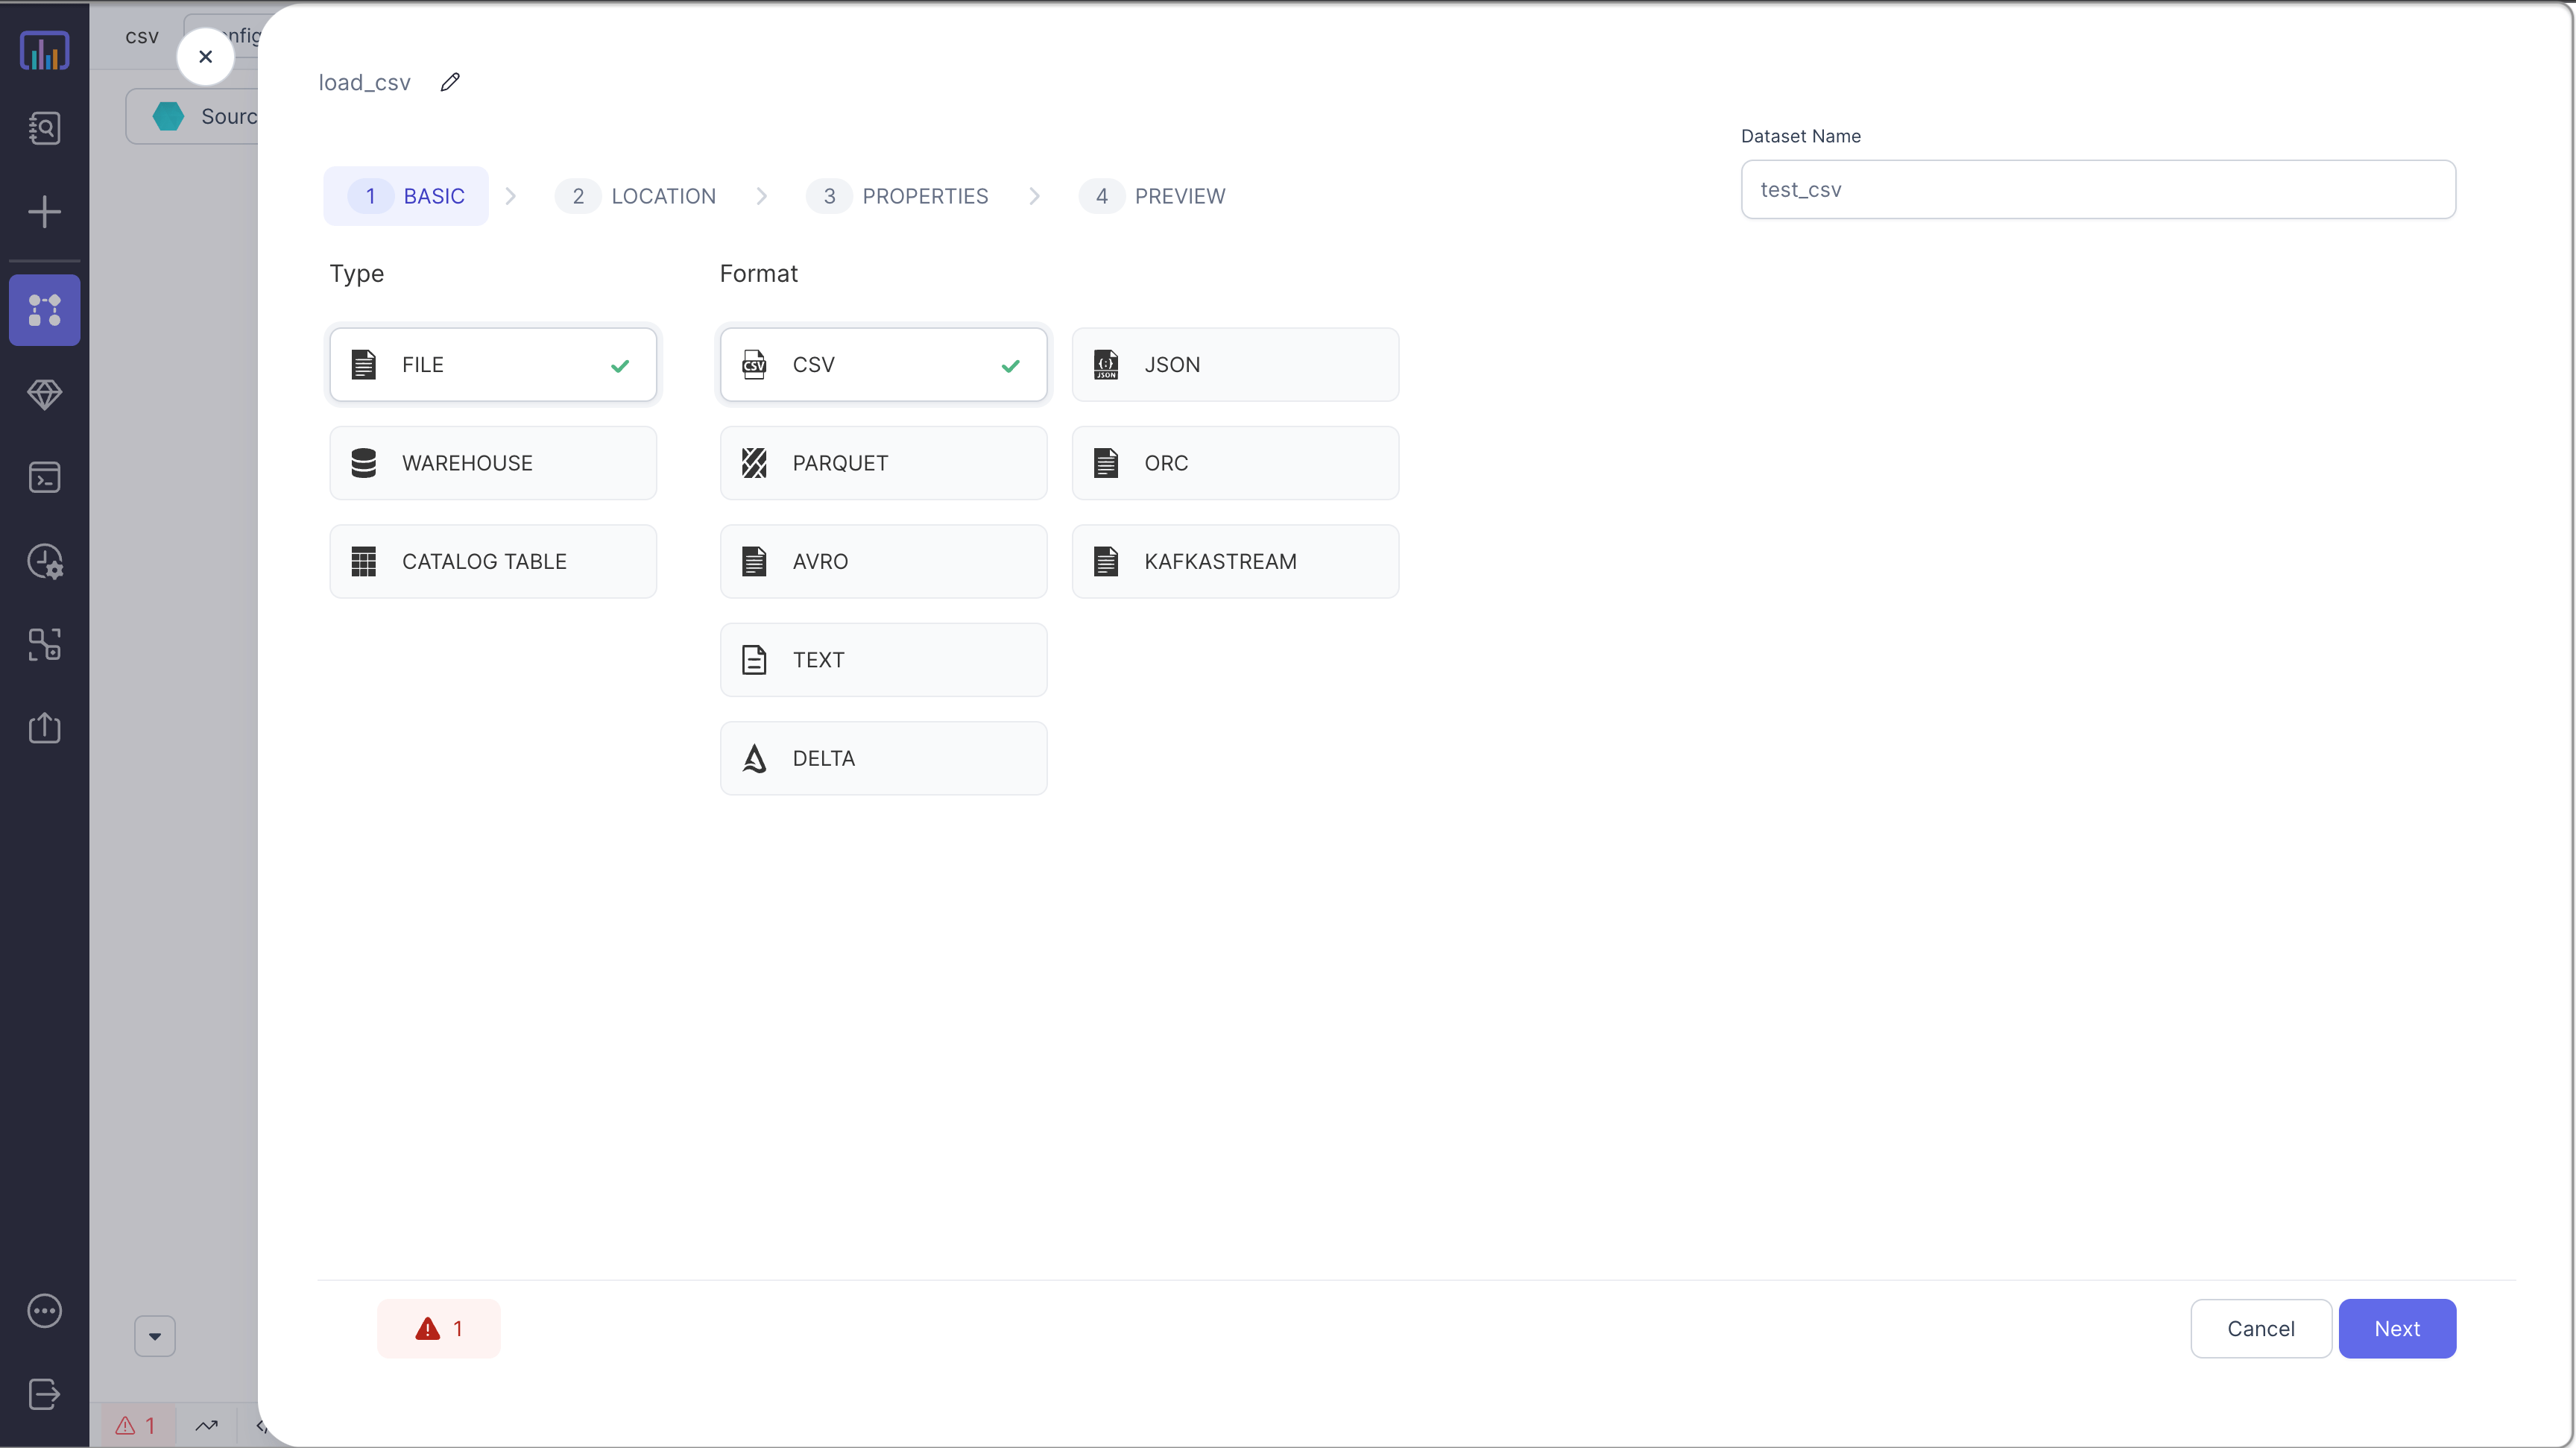 csv
load_csv
Sourc
Dataset Name
test_csv
1 BASIC
2 LOCATION
3 PROPERTIES
4 PREVIEW
Type
Format
FILE
CSV
JSON
WAREHOUSE
PARQUET
ORC
CATALOG TABLE
AVRO
KAFKASTREAM
TEXT
DELTA
1
Cancel
Next
1